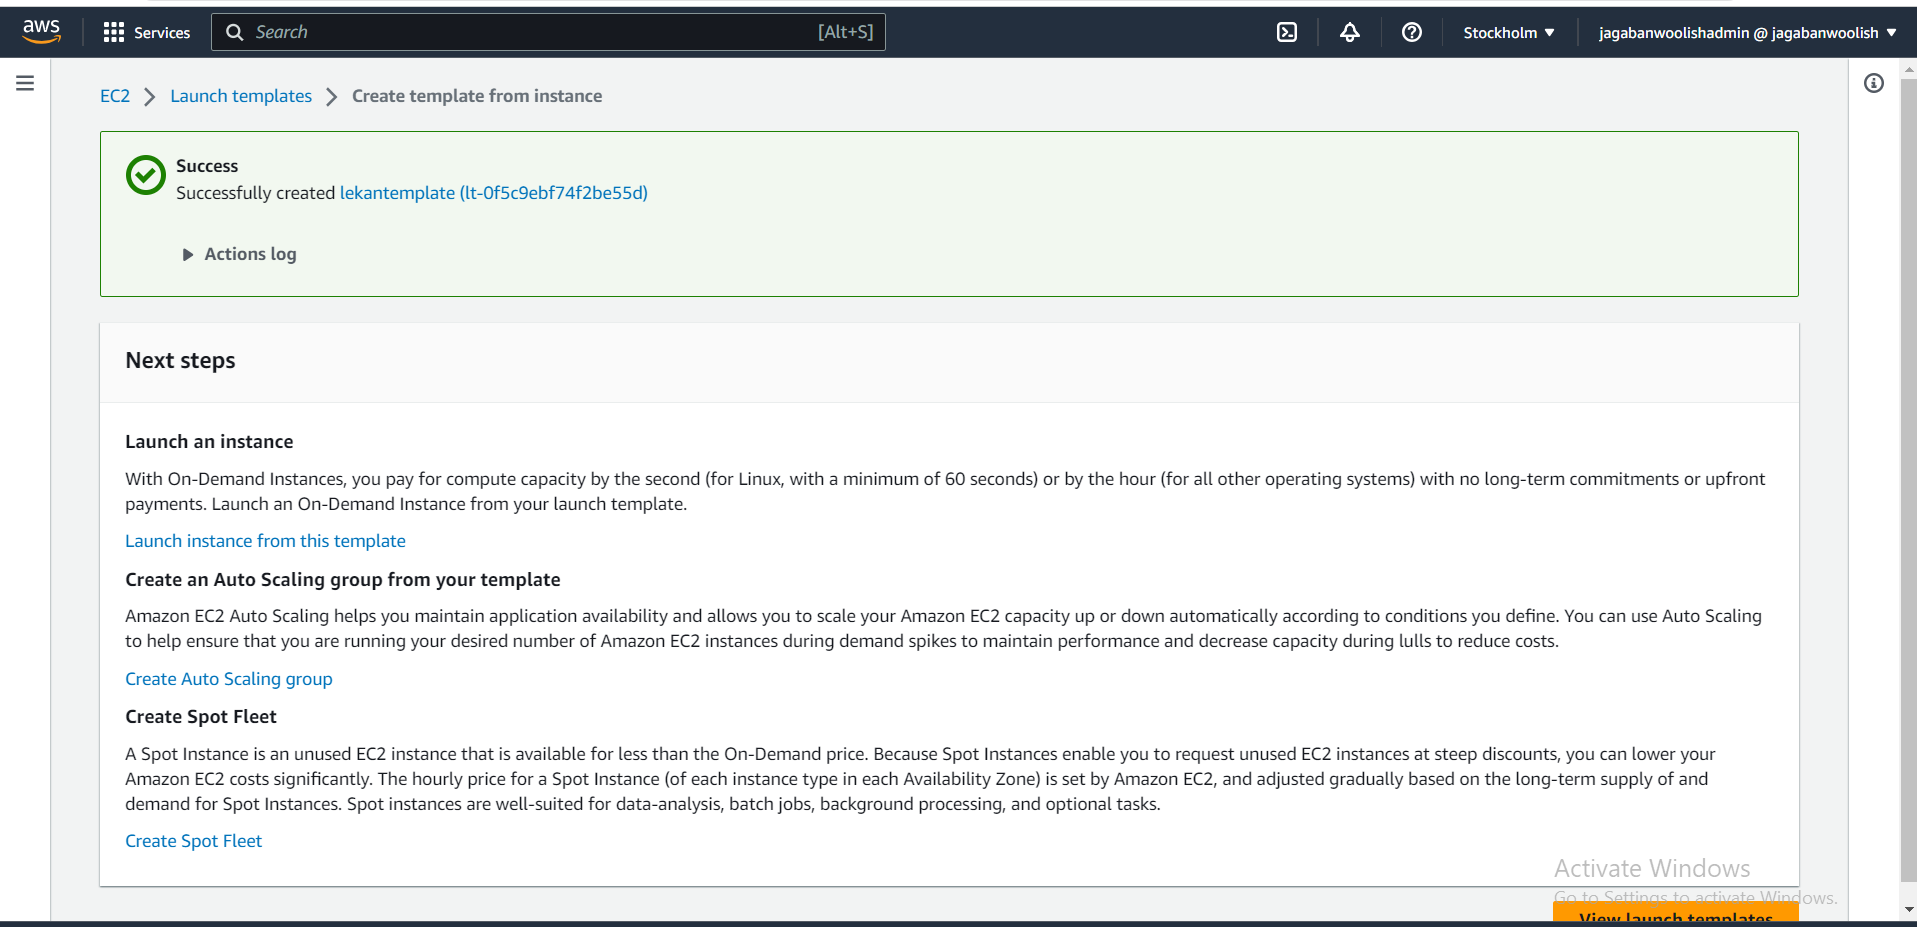 aws Services Search [Alt+S] Stockholm ▼ jagabanwoolishadmin @ jagabanwoolish ▼
EC2 > Launch templates > Create template from instance
Success
Successfully created lekantemplate (lt-0f5c9ebf74f2be55d)
Actions log
Next steps
Launch an instance
With On-Demand Instances, you pay for compute capacity by the second (for Linux, with a minimum of 60 seconds) or by the hour (for all other operating systems) with no long-term commitments or upfront
payments. Launch an On-Demand Instance from your launch template.
Launch instance from this template
Create an Auto Scaling group from your template
Amazon EC2 Auto Scaling helps you maintain application availability and allows you to scale your Amazon EC2 capacity up or down automatically according to conditions you define. You can use Auto Scaling
to help ensure that you are running your desired number of Amazon EC2 instances during demand spikes to maintain performance and decrease capacity during lulls to reduce costs.
Create Auto Scaling group
Create Spot Fleet
A Spot Instance is an unused EC2 instance that is available for less than the On-Demand price. Because Spot Instances enable you to request unused EC2 instances at steep discounts, you can lower your
Amazon EC2 costs significantly. The hourly price for a Spot Instance (of each instance type in each Availability Zone) is set by Amazon EC2, and adjusted gradually based on the long-term supply of and
demand for Spot Instances. Spot instances are well-suited for data-analysis, batch jobs, background processing, and optional tasks.
Create Spot Fleet
Activate Windows
Go to Settings to activate Windows.
View launch templates